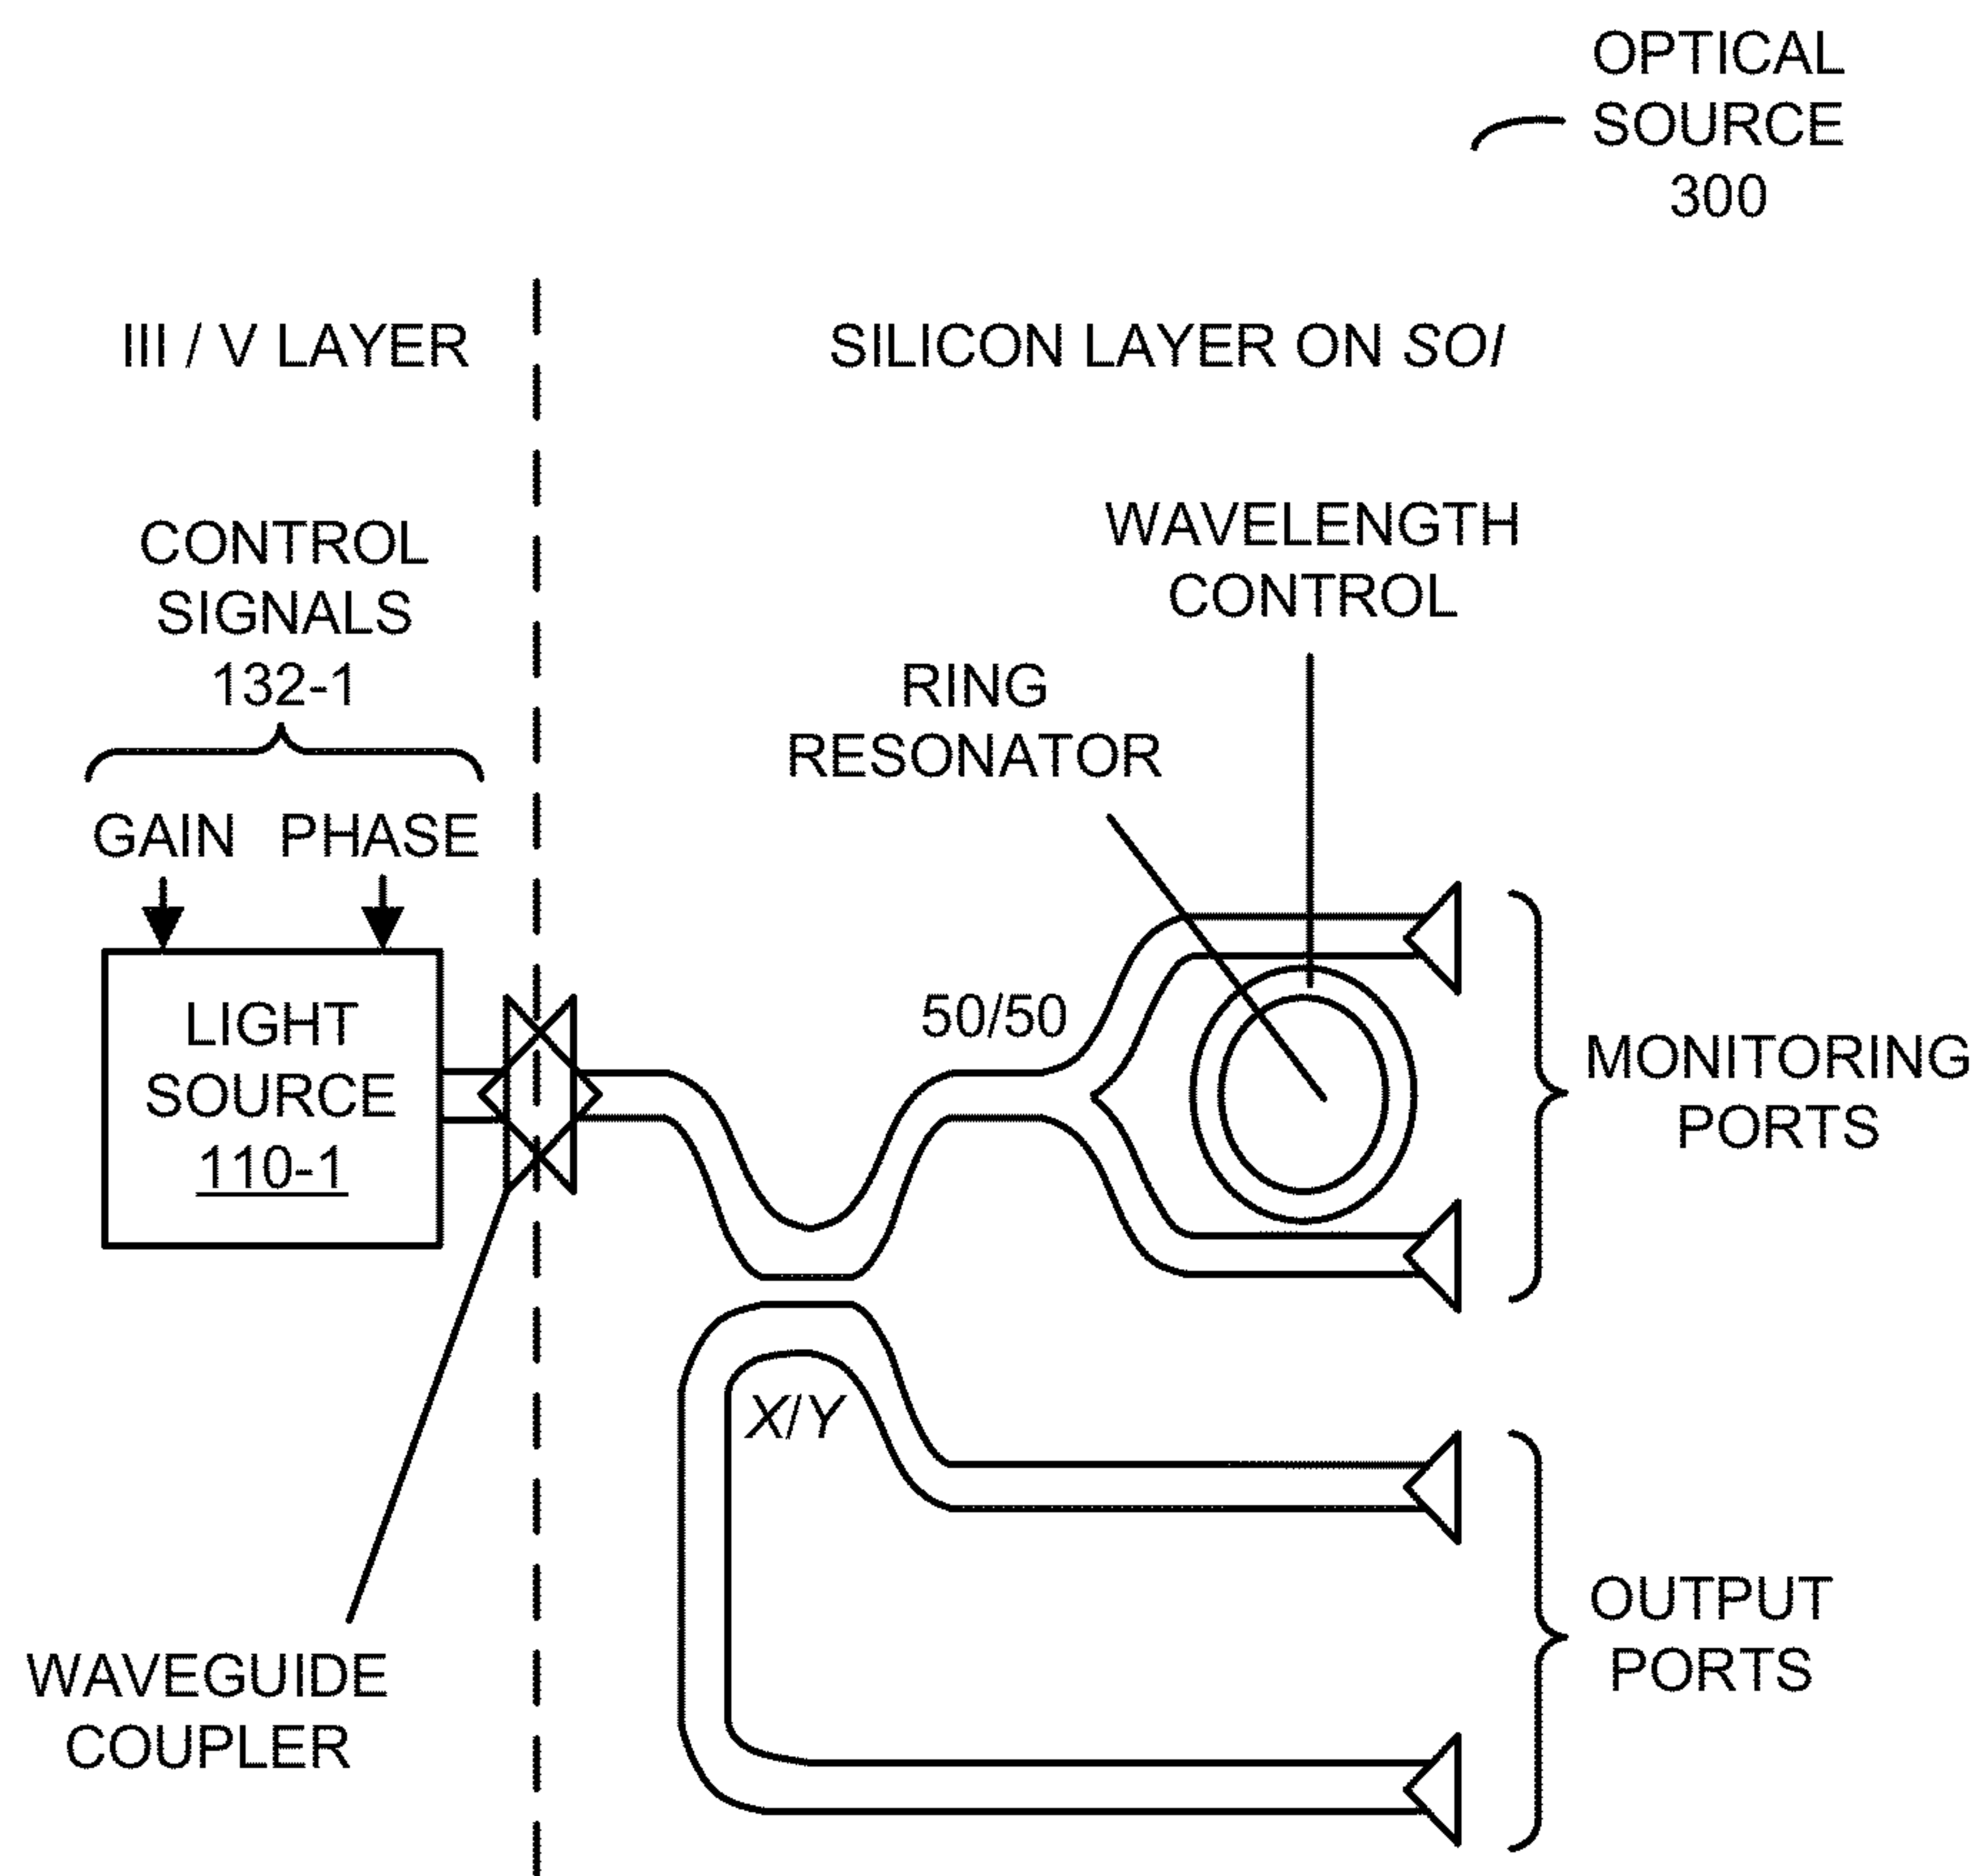 OPTICAL
SOURCE
300
III / V LAYER
SILICON LAYER ON SOI
CONTROL
SIGNALS
132-1
WAVELENGTH
CONTROL
RING
RESONATOR
GAIN PHASE
LIGHT
SOURCE
110-1
50/50
MONITORING
PORTS
X/Y
OUTPUT
PORTS
WAVEGUIDE
COUPLER